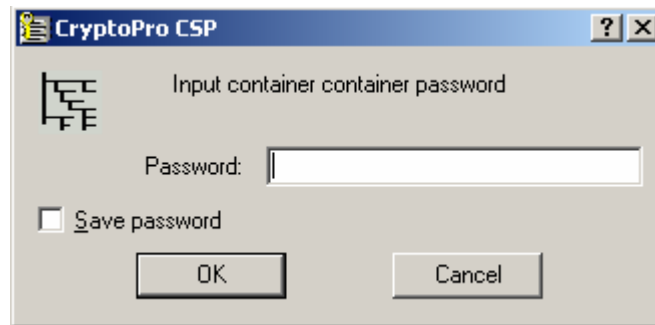 CryptoPro CSP
Input container container password
Password:
Save password
OK
Cancel